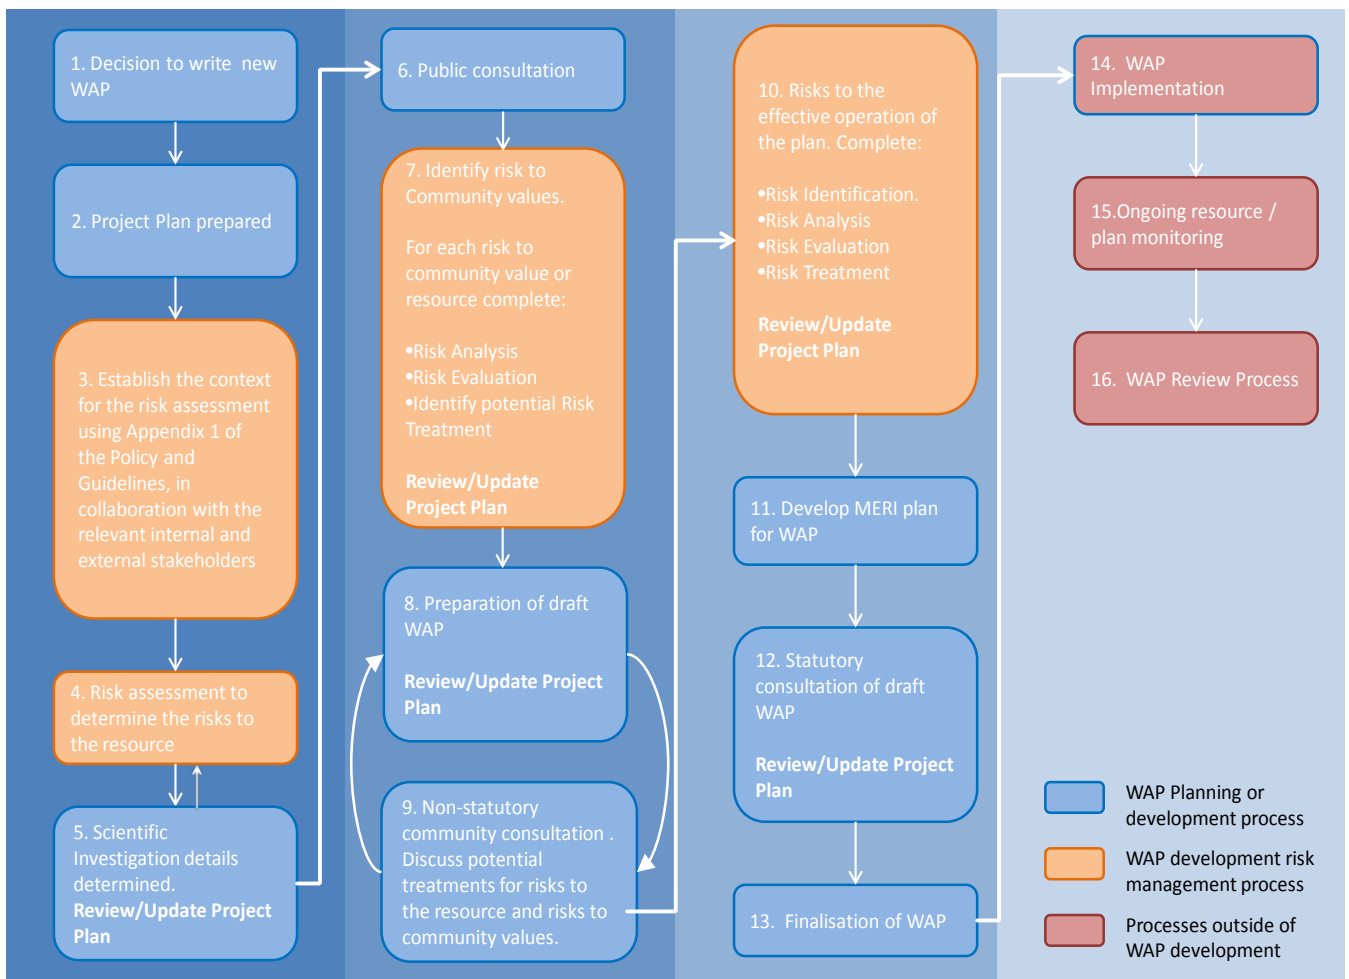 1. Decision to write  new
WAP
2. Project Plan prepared
3. Establish the context
for the risk assessment
using Appendix 1 of
the Policy and
Guidelines, in
collaboration with the
relevant internal and
external stakeholders
4. Risk assessment to
determine the risks to
the resource
5. Scientific
Investigation details
determined.
Review/Update Project
Plan
6. Public consultation
7. Identify risk to
Community values.
For each risk to
community value or
resource complete:
•Risk Analysis
•Risk Evaluation
•Identify potential Risk
Treatment
Review/Update
Project Plan
8. Preparation of draft
WAP
Review/Update Project
Plan
9. Non-statutory
community consultation .
Discuss potential
treatments for risks to
the resource and risks to
community values.
10. Risks to the
effective operation of
the plan. Complete:
•Risk Identification.
•Risk Analysis
•Risk Evaluation
•Risk Treatment
Review/Update
Project Plan
11. Develop MERI plan
for WAP
12. Statutory
consultation of draft
WAP
Review/Update Project
Plan
13.  Finalisation of WAP
14.  WAP
Implementation
15.Ongoing resource /
plan monitoring
16.  WAP Review Process
WAP Planning or
development process
WAP development risk
management process
Processes outside of
WAP development